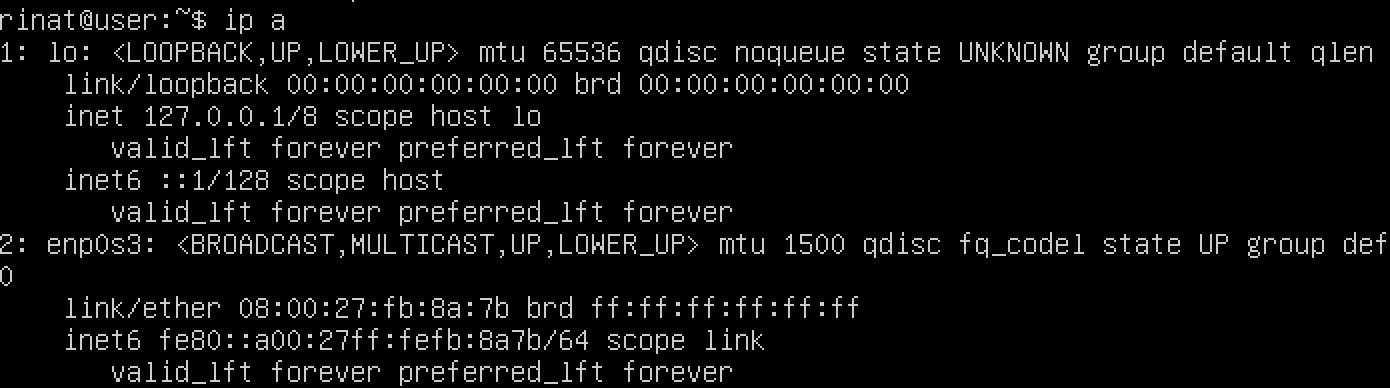 rinat@user:~$ ip a
1: lo: <LOOPBACK,UP,LOWER_UP> mtu 65536 qdisc noqueue state UNKNOWN group default qlen
    link/loopback 00:00:00:00:00:00 brd 00:00:00:00:00:00
    inet 127.0.0.1/8 scope host lo
       valid_lft forever preferred_lft forever
    inet6 ::1/128 scope host
       valid_lft forever preferred_lft forever
2: enp0s3: <BROADCAST,MULTICAST,UP,LOWER_UP> mtu 1500 qdisc fq_codel state UP group def
0
    link/ether 08:00:27:fb:8a:7b brd ff:ff:ff:ff:ff:ff
    inet6 fe80::a00:27ff:fefb:8a7b/64 scope link
       valid_lft forever preferred_lft forever